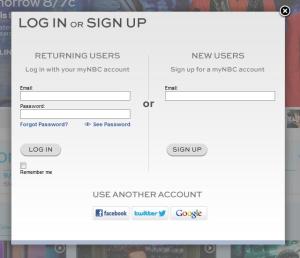 morrow 8/7c
LOG IN OR SIGN UP
RETURNING USERS
Log in with your myNBC account
Email:
Password:
Forgot Password?
See Password
LOG IN
Remember me
or
NEW USERS
Sign up for a myNBC account
Email:
SIGN UP
USE ANOTHER ACCOUNT
facebook
twitter
Google